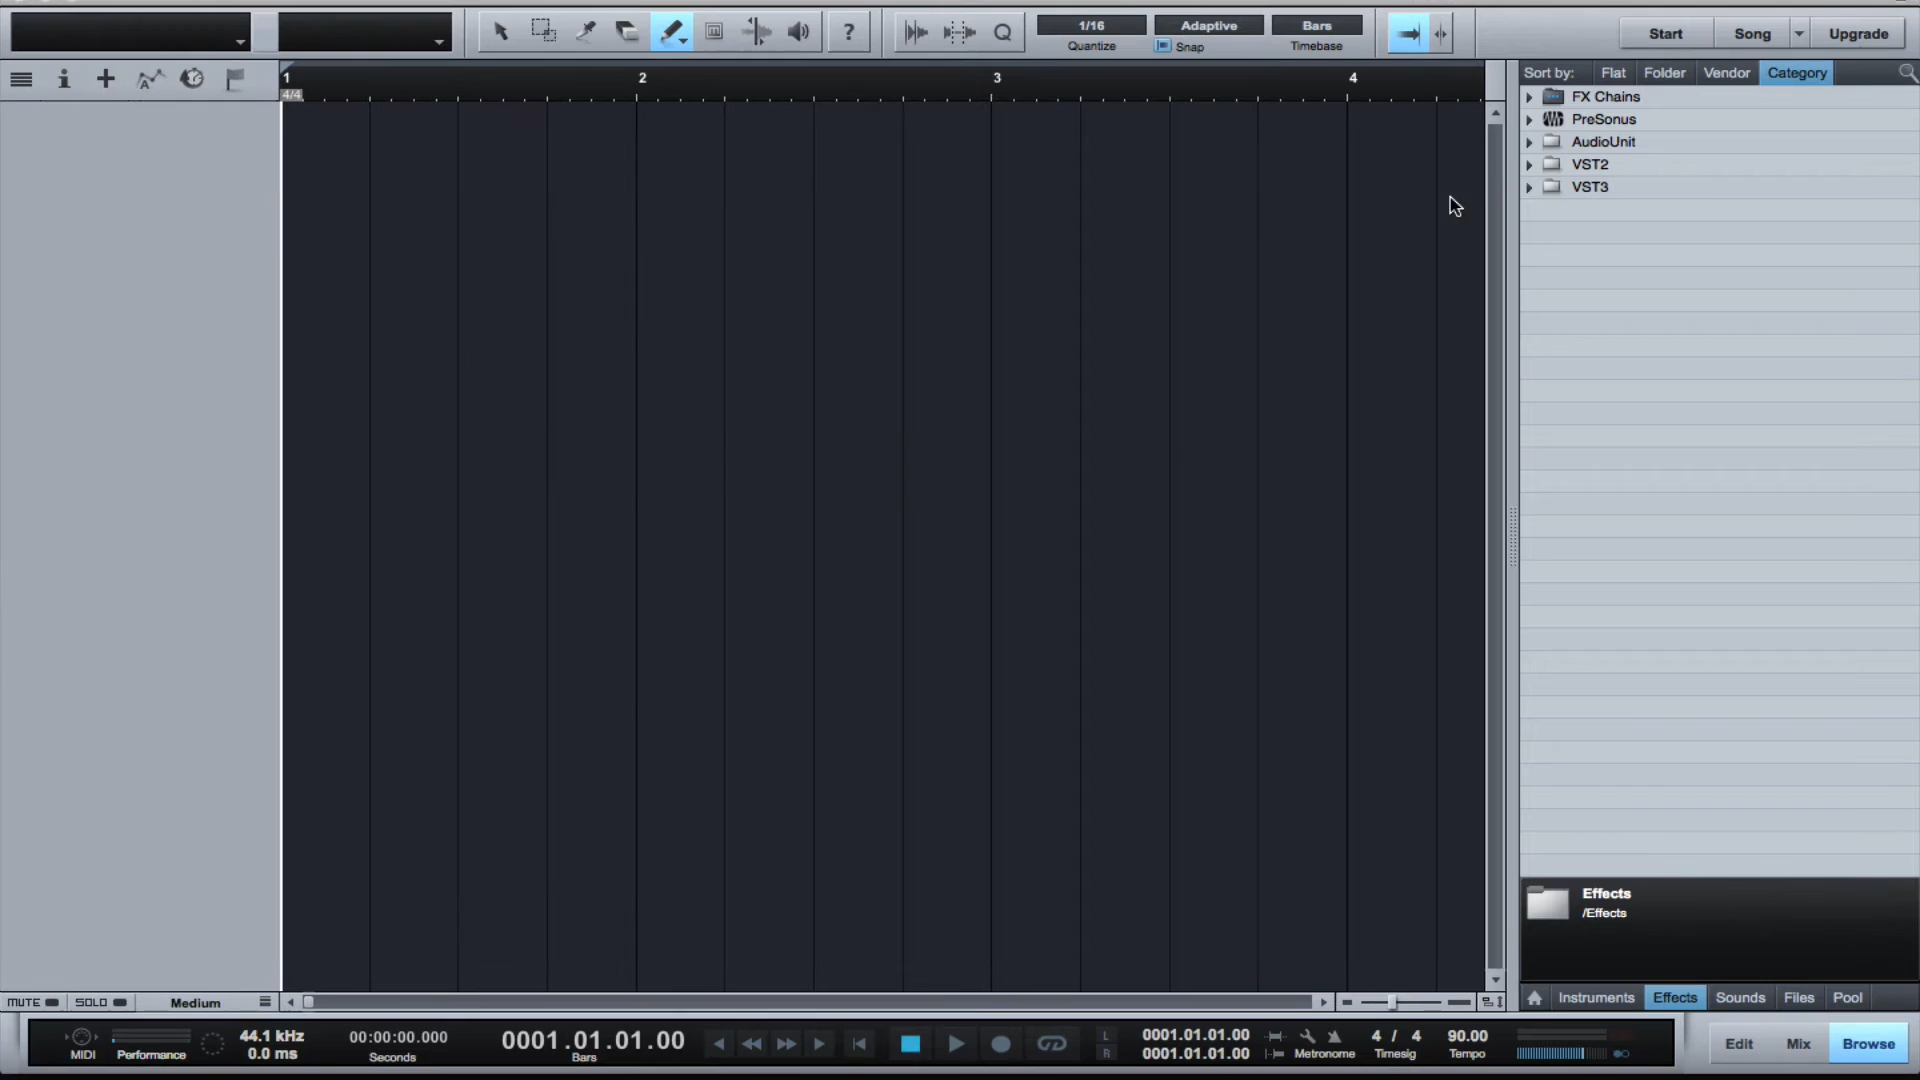 1/16
Quantize
Adaptive
Snap
Bars
Timebase
Start
Song
Upgrade
?
Q
1
2
3
4
4/4
Sort by:
Flat
Folder
Vendor
Category
FX Chains
PreSonus
AudioUnit
VST2
VST3
Effects
/Effects
Instruments
Effects
Sounds
Files
Pool
MUTE
SOLO
Medium
MIDI
Performance
44.1 kHz
0.0 ms
00:00:00.000
Seconds
0001.01.01.00
Bars
L
R
0001.01.01.00
0001.01.01.00
Metronome
4 / 4
Timesig
90.00
Tempo
Edit
Mix
Browse